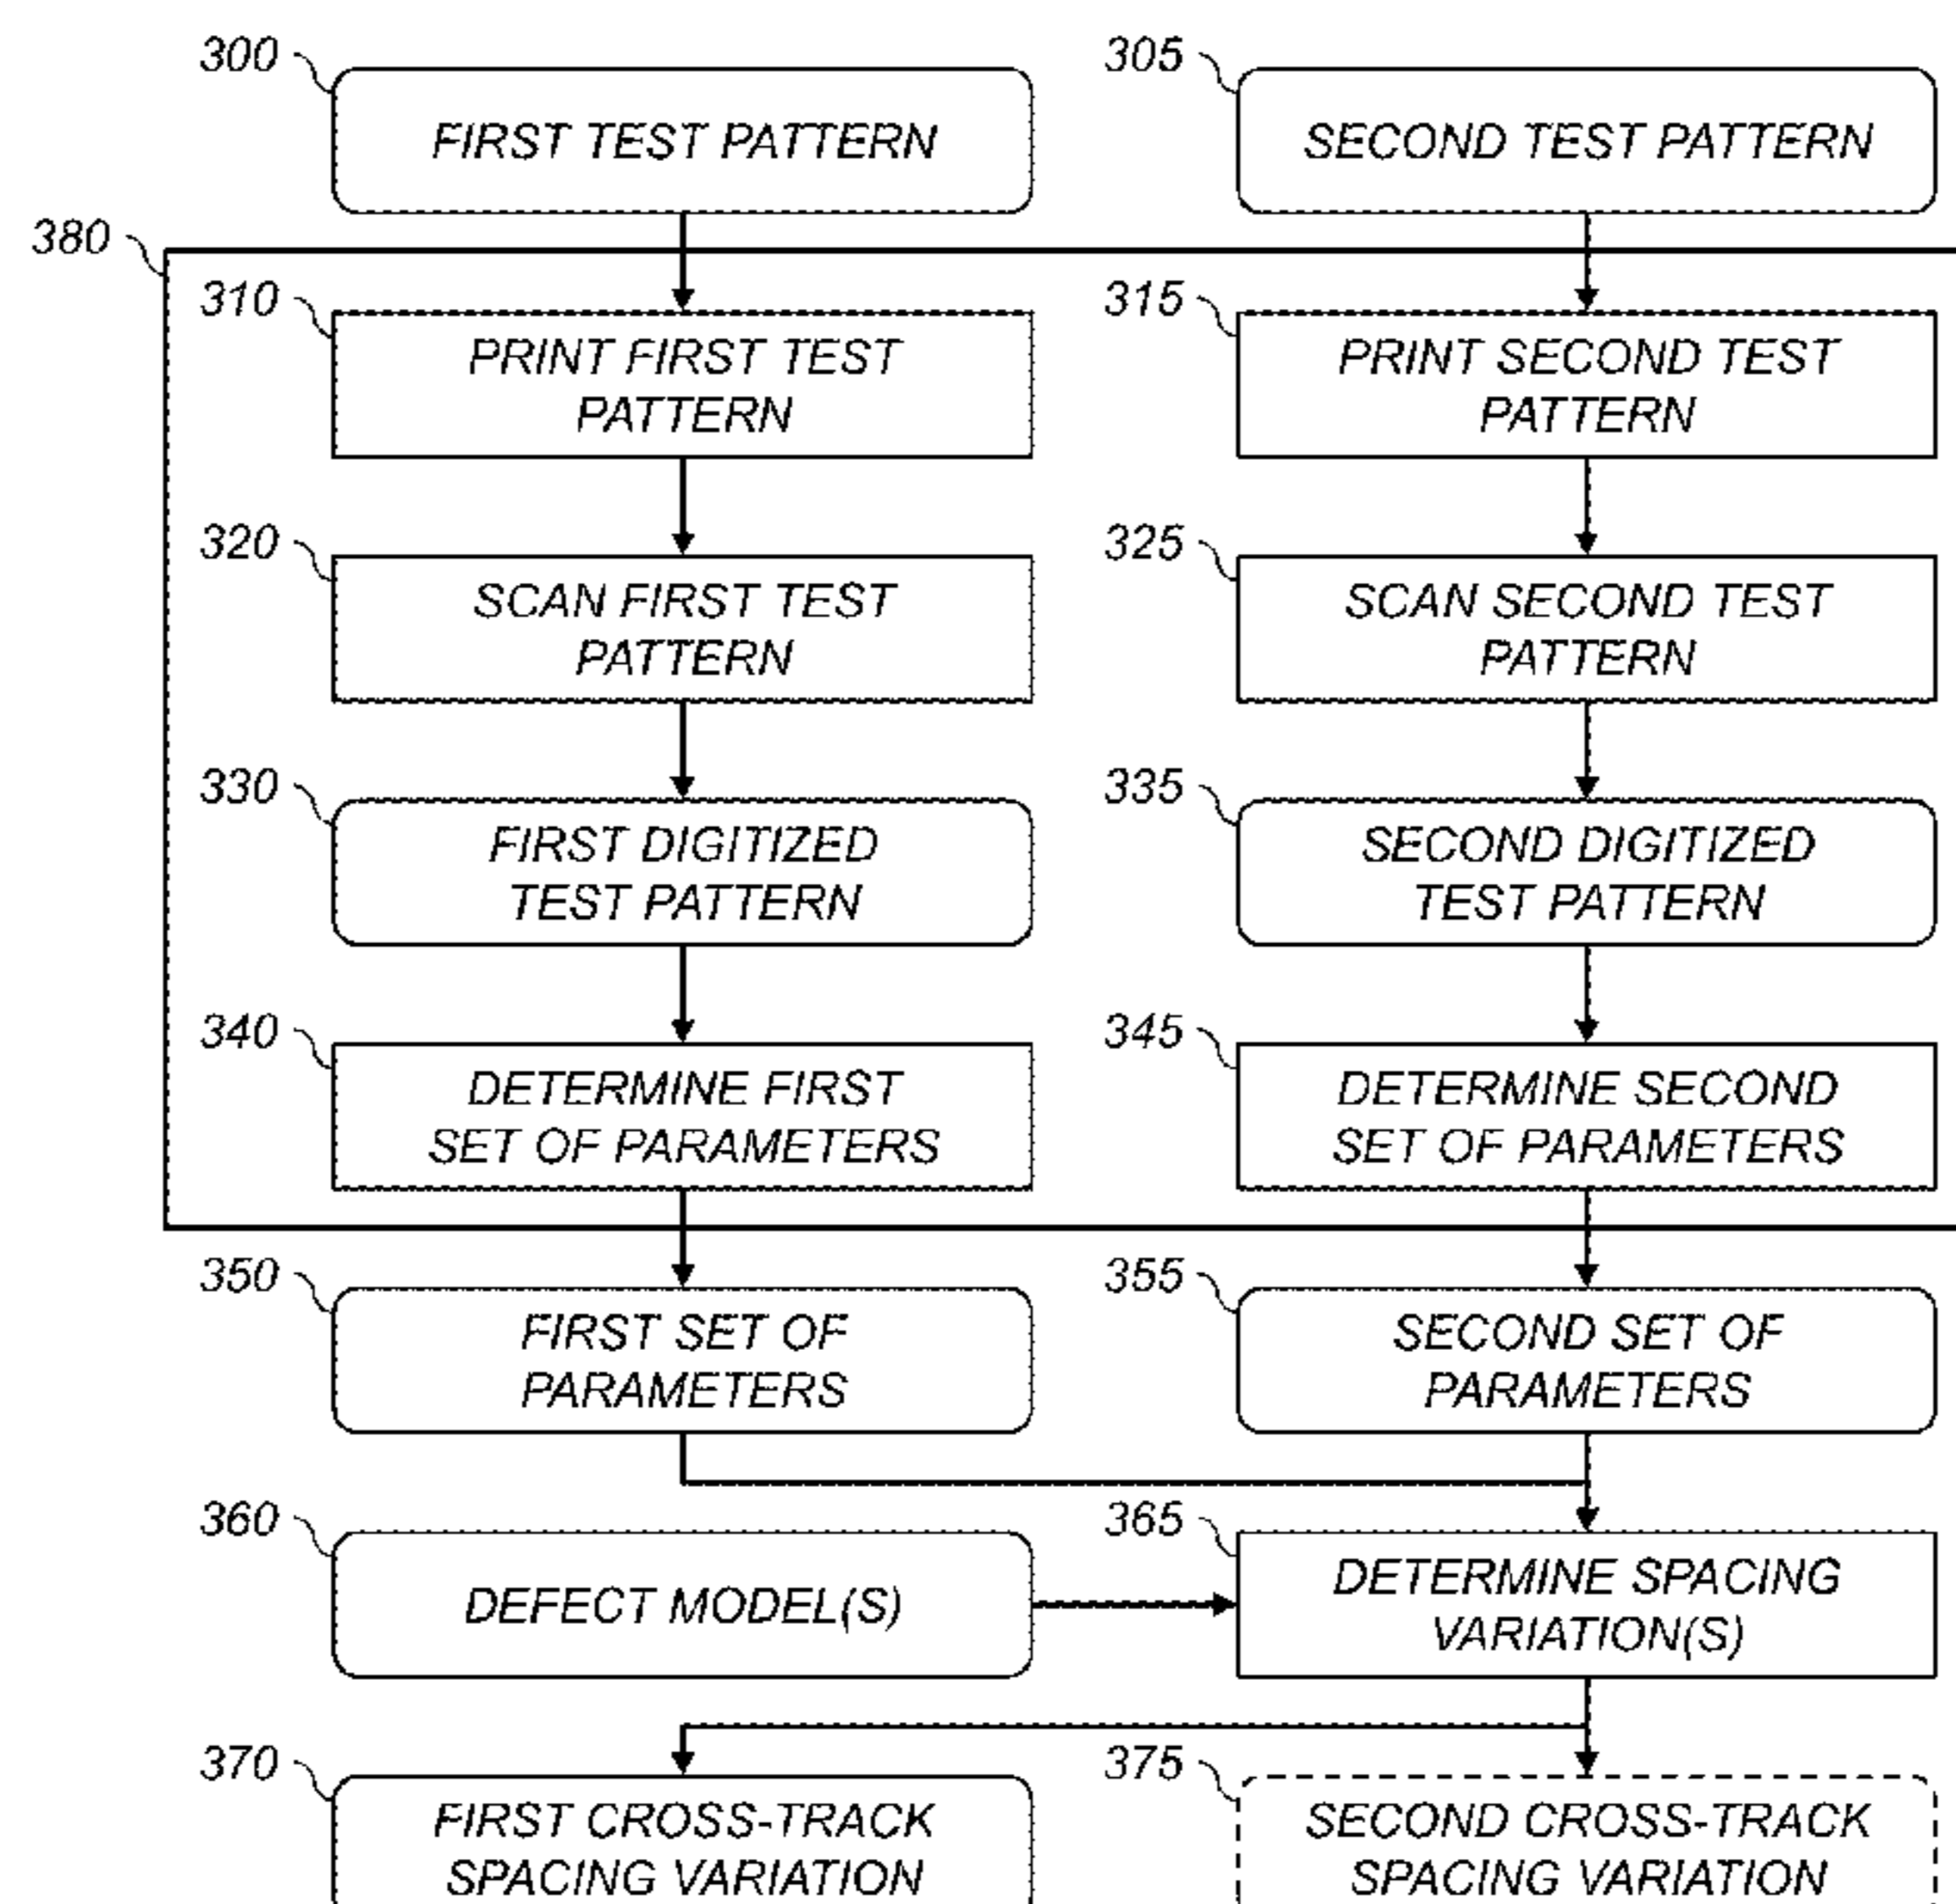 300
FIRST TEST PATTERN
305
SECOND TEST PATTERN
380
310
PRINT FIRST TEST
PATTERN
315
PRINT SECOND TEST
PATTERN
320
SCAN FIRST TEST
PATTERN
325
SCAN SECOND TEST
PATTERN
330
FIRST DIGITIZED
TEST PATTERN
335
SECOND DIGITIZED
TEST PATTERN
340
DETERMINE FIRST
SET OF PARAMETERS
345
DETERMINE SECOND
SET OF PARAMETERS
350
FIRST SET OF
PARAMETERS
355
SECOND SET OF
PARAMETERS
360
DEFECT MODEL(S)
365
DETERMINE SPACING
VARIATION(S)
370
FIRST CROSS-TRACK
SPACING VARIATION
375
SECOND CROSS-TRACK
SPACING VARIATION